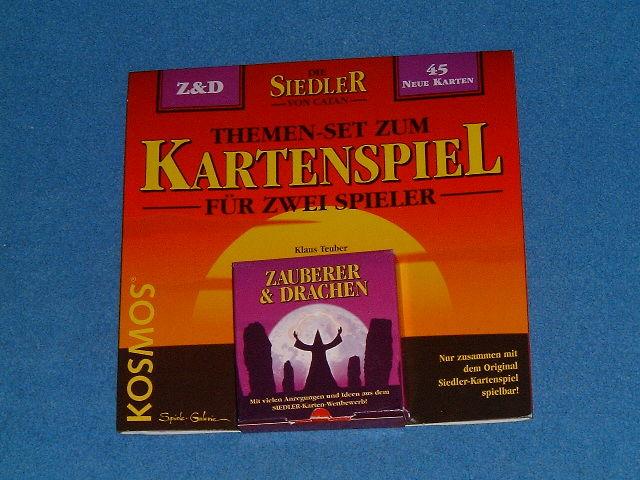 Z&D
DIE
SIEDLER
VON CATAN
45
NEUE KARTEN
THEMEN-SET ZUM
KARTENSPIEL
FÜR ZWEI SPIELER
Klaus Teuber
ZAUBERER
& DRACHEN
Mit vielen Anregungen und Ideen aus dem
SIEDLER-Karten-Wettbewerb!
KOSMOS®
Spiele-Galerie
Nur zusammen mit
dem Original
Siedler-Kartenspiel
spielbar!